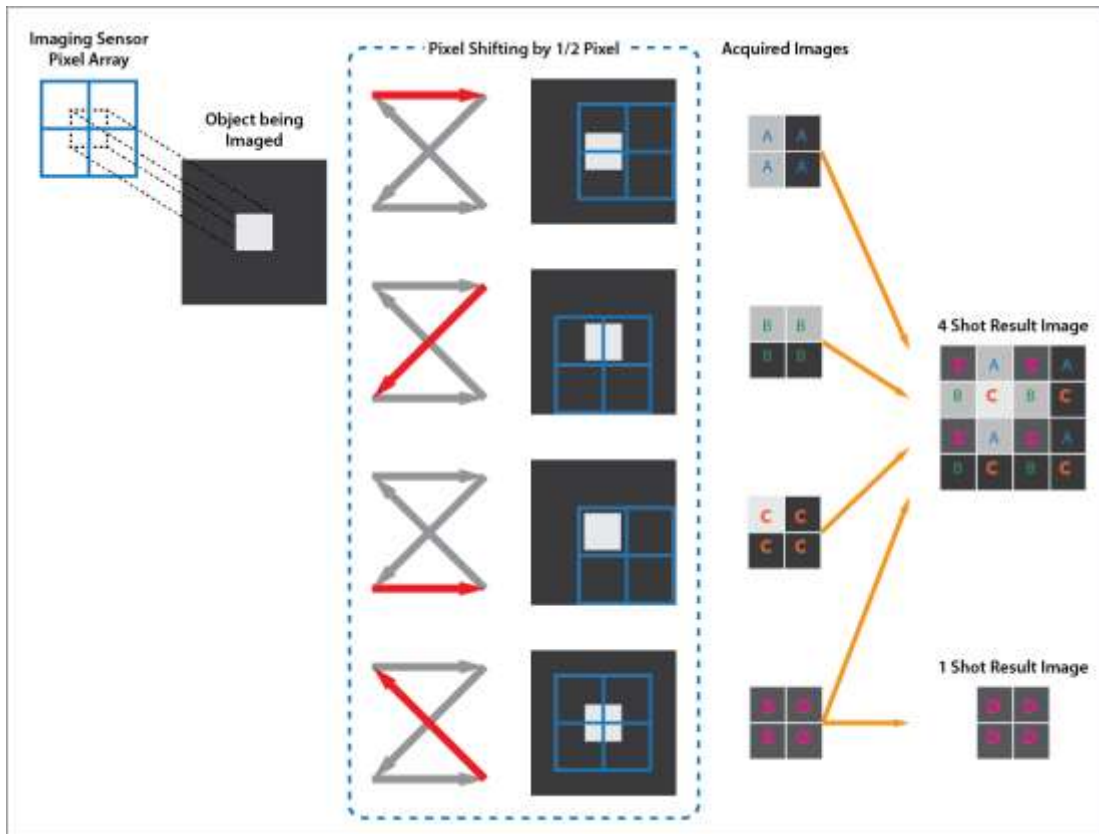 Imaging Sensor
Pixel Array
Object being
Imaged
Pixel Shifting by 1/2 Pixel
Acquired Images
A A
A A
B B
B B
C C
C C
D D
D D
4 Shot Result Image
D A D A
B C B C
D A D A
B C B C
1 Shot Result Image
D D
D D